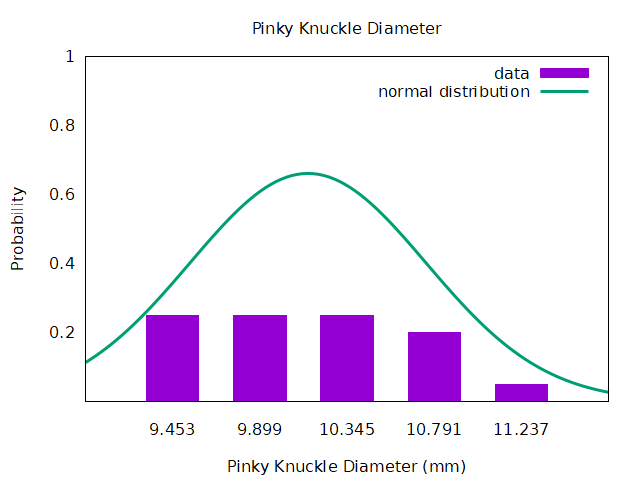 Pinky Knuckle Diameter
1
data
normal distribution
0.8
0.6
0.4
0.2
Probability
9.453 9.899 10.345 10.791 11.237
Pinky Knuckle Diameter (mm)